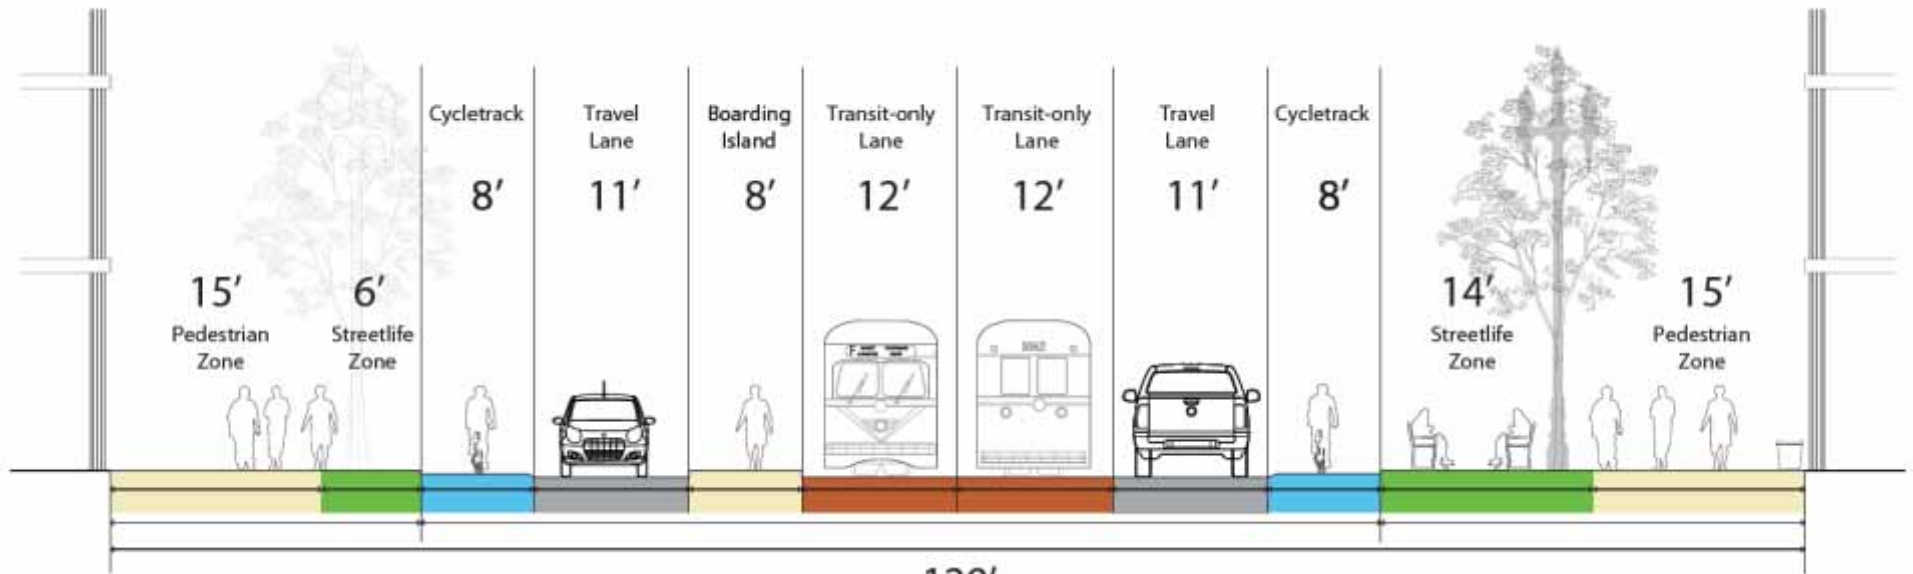 Cycletrack
8’
Travel
Lane
11’
Boarding
Island
8’
Transit-only
Lane
12’
Transit-only
Lane
12’
Travel
Lane
11’
Cycletrack
8’
15’
Pedestrian
Zone
6’
Streetlife
Zone
14’
Streetlife
Zone
15’
Pedestrian
Zone
F
120’